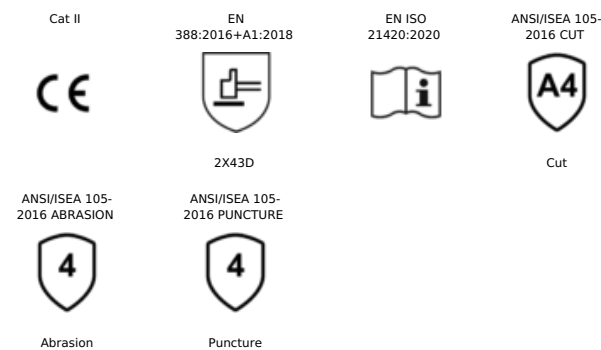 Cat II
EN
388:2016+A1:2018
EN ISO
21420:2020
ANSI/ISEA 105-
2016 CUT
CE
i
A4
2X43D
Cut
ANSI/ISEA 105-
2016 ABRASION
ANSI/ISEA 105-
2016 PUNCTURE
4
4
Abrasion
Puncture